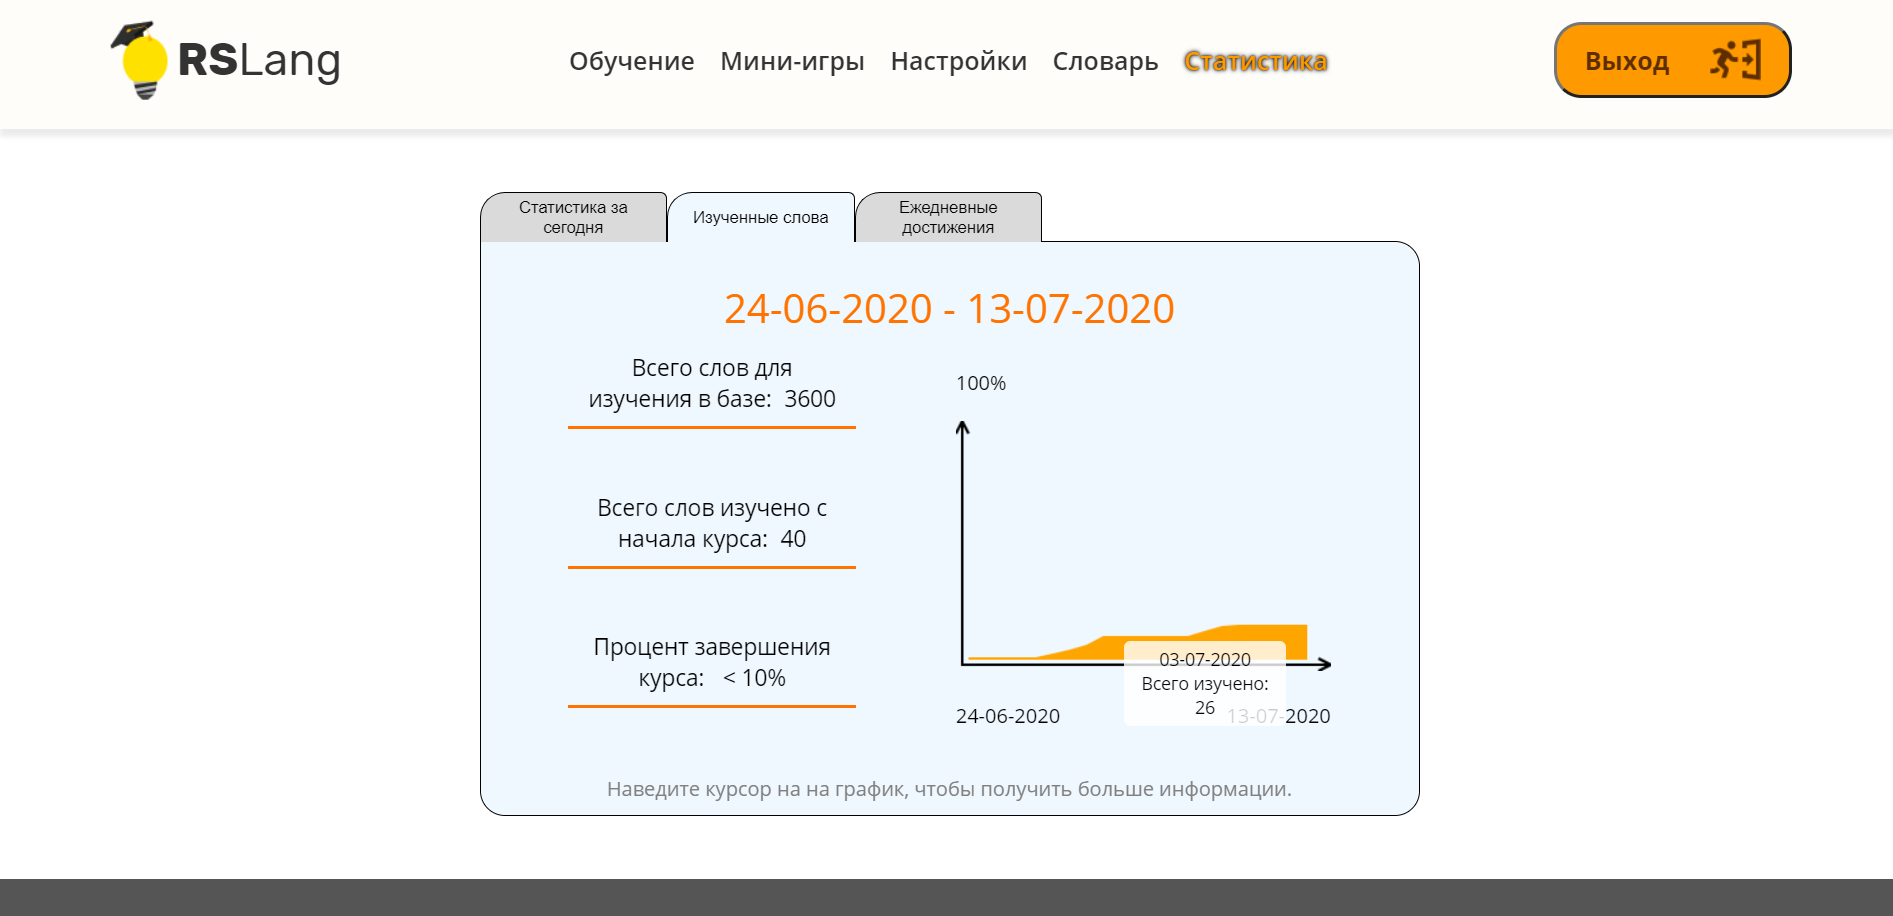 RSLang
Обучение Мини-игры Настройки Словарь Статистика
Выход
Статистика за
сегодня
Изученные слова
Ежедневные
достижения
24-06-2020 - 13-07-2020
Всего слов для
изучения в базе: 3600
Всего слов изучено с
начала курса: 40
Процент завершения
курса: < 10%
100%
03-07-2020
Всего изучено:
26
24-06-2020
13-07-2020
Наведите курсор на на график, чтобы получить больше информации.